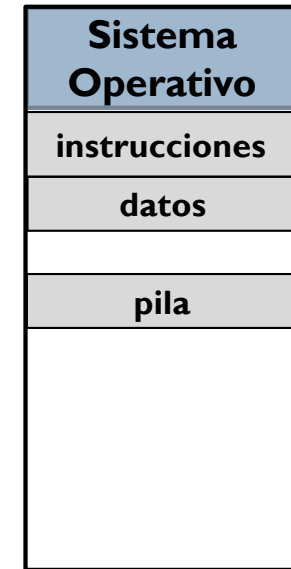 Sistema
Operativo
instrucciones
datos
pila